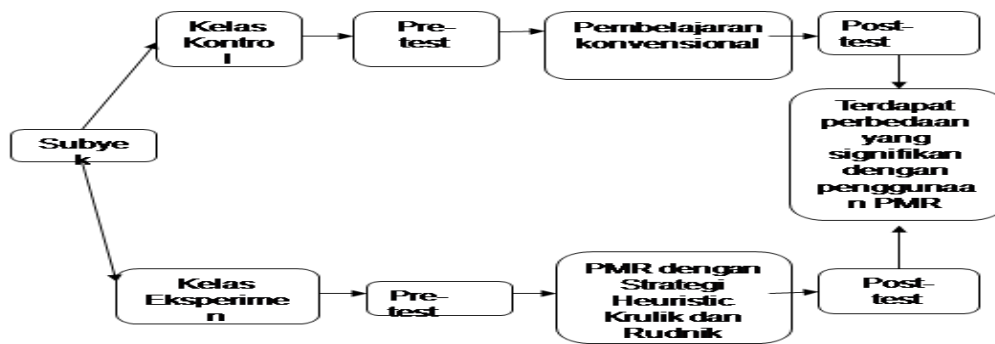 Kelas
Kontro
l
Pre-
test
Pembelajaran
konvensional
Post-
test
Terdapat
perbedaan
yang
signifikan
dengan
penggunaa
n PMR
Subye
k
Kelas
Eksperime
n
Pre-
test
PMR dengan
Strategi
Heuristic
Krulik dan
Rudnik
Post-
test